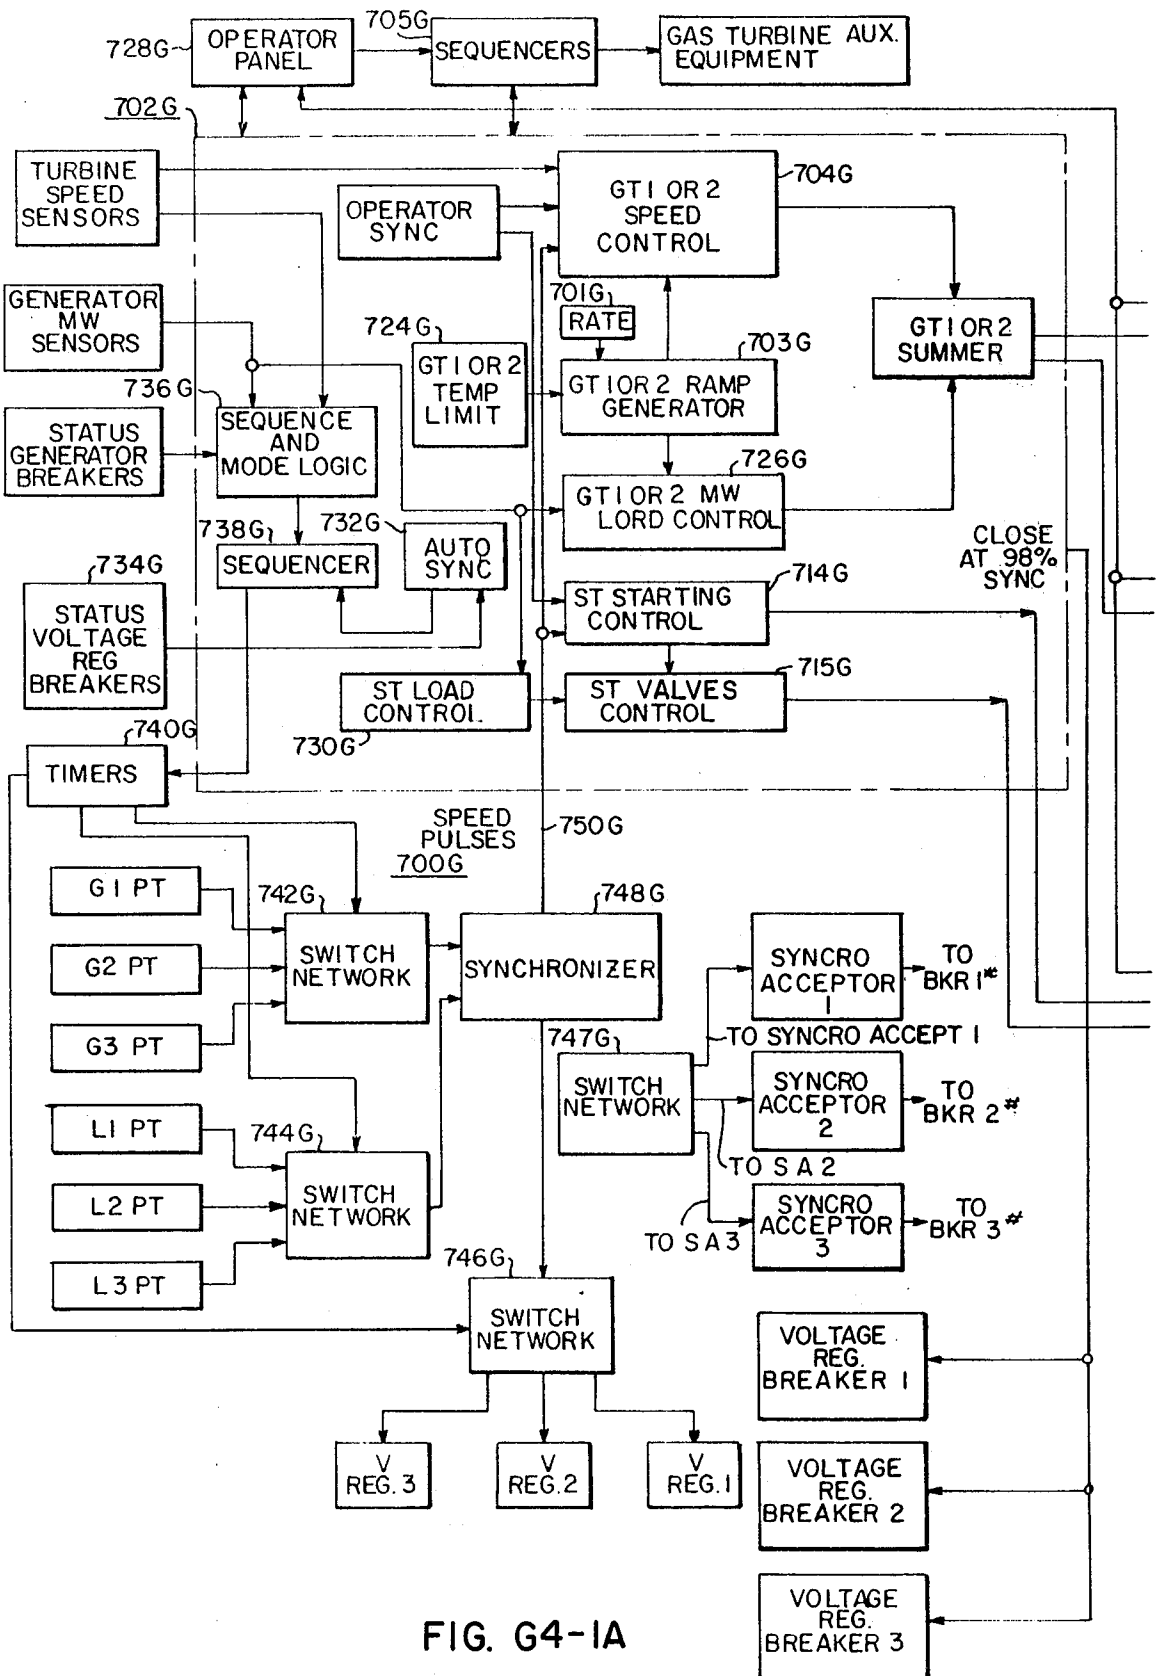 728G
OPERATOR
PANEL
705G
SEQUENCERS
GAS TURBINE AUX.
EQUIPMENT
702G
TURBINE
SPEED
SENSORS
OPERATOR
SYNC
GT1 OR 2
SPEED
CONTROL
704G
GENERATOR
MW
SENSORS
701G
RATE
724G
GT1 OR 2
TEMP
LIMIT
703G
GT1 OR 2 RAMP
GENERATOR
GT1 OR 2
SUMMER
736G
SEQUENCE
AND
MODE LOGIC
STATUS
GENERATOR
BREAKERS
726G
GT1 OR 2 MW
LORD CONTROL
738G
SEQUENCER
732G
AUTO
SYNC
CLOSE
AT 98%
SYNC
734G
STATUS
VOLTAGE
REG
BREAKERS
714G
ST STARTING
CONTROL
ST LOAD
CONTROL
730G
715G
ST VALVES
CONTROL
740G
TIMERS
SPEED
PULSES
700G
750G
G1 PT
G2 PT
G3 PT
742G
SWITCH
NETWORK
748G
SYNCHRONIZER
SYNCRO
ACCEPTOR
1
TO
BKR 1*
TO SYNCRO ACCEPT 1
747G
SWITCH
NETWORK
SYNCRO
ACCEPTOR
2
TO
BKR 2#
TO S A 2
L1 PT
L2 PT
L3 PT
744G
SWITCH
NETWORK
SYNCRO
ACCEPTOR
3
TO
BKR 3#
TO S A 3
746G
SWITCH
NETWORK
VOLTAGE
REG.
BREAKER 1
V
REG. 3
V
REG. 2
V
REG. 1
VOLTAGE
REG.
BREAKER 2
VOLTAGE
REG.
BREAKER 3
FIG. G4-1A